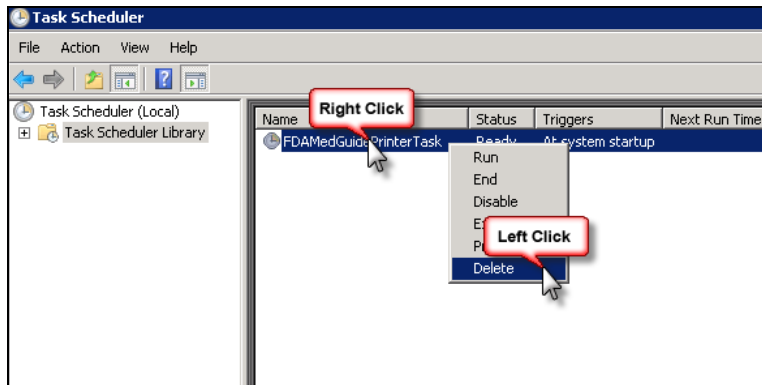 Task Scheduler
File Action View Help
Task Scheduler (Local)
Task Scheduler Library
Name Status Triggers Next Run Time
Right Click
FDAMedGuidePrinterTask Ready At system startup
Run
End
Disable
Left Click
Delete